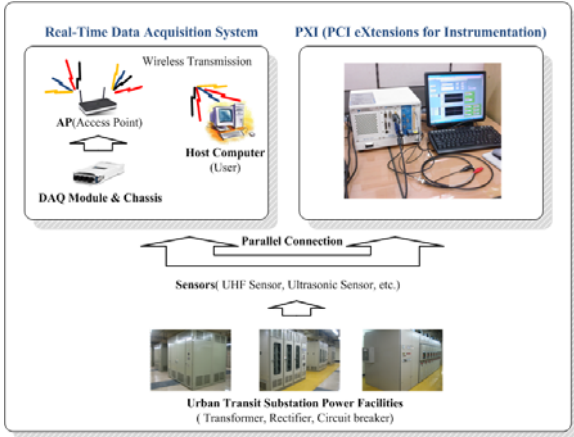 Real-Time Data Acquisition System
PXI (PCI eXtensions for Instrumentation)
Wireless Transmission
AP(Access Point)
Host Computer
(User)
DAQ Module & Chassis
Parallel Connection
Sensors( UHF Sensor, Ultrasonic Sensor, etc.)
Urban Transit Substation Power Facilities
( Transformer, Rectifier, Circuit breaker)